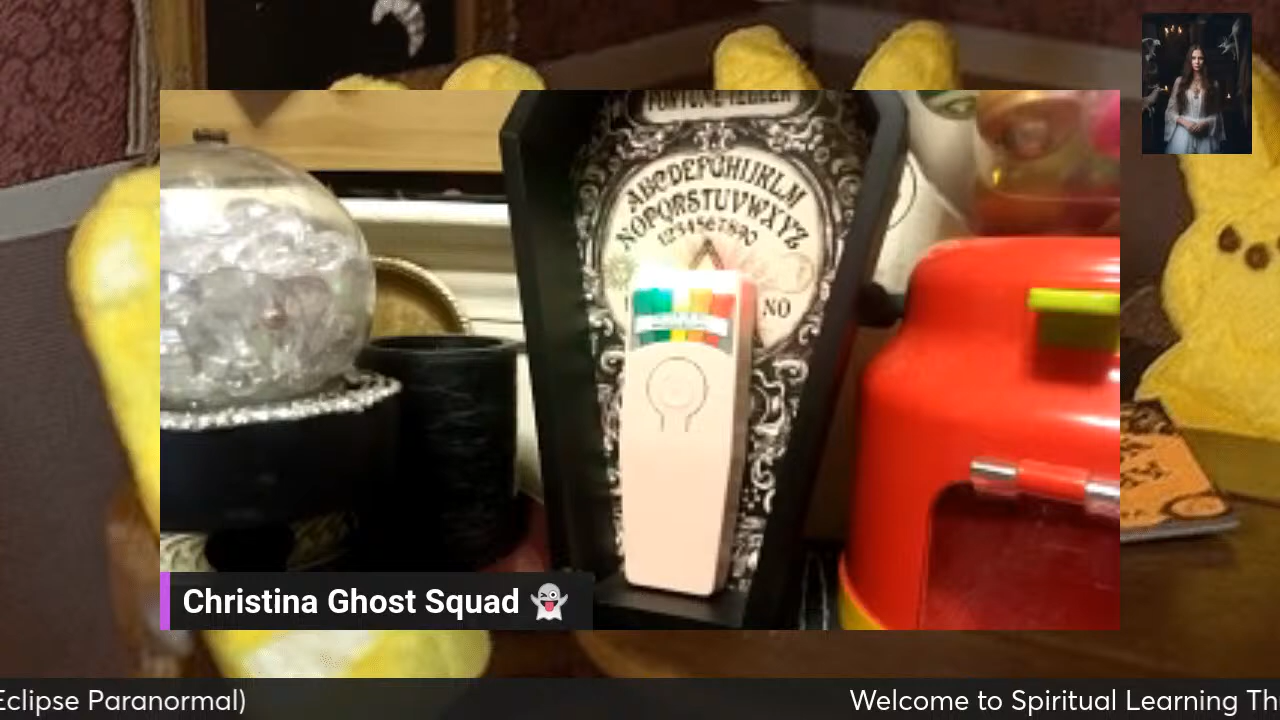 FORTUNE TELLER
ABCDEFGHIJKLM
NOPQRSTUVWXYZ
1234567890
NO
Christina Ghost Squad 👻
Eclipse Paranormal)
Welcome to Spiritual Learning Th